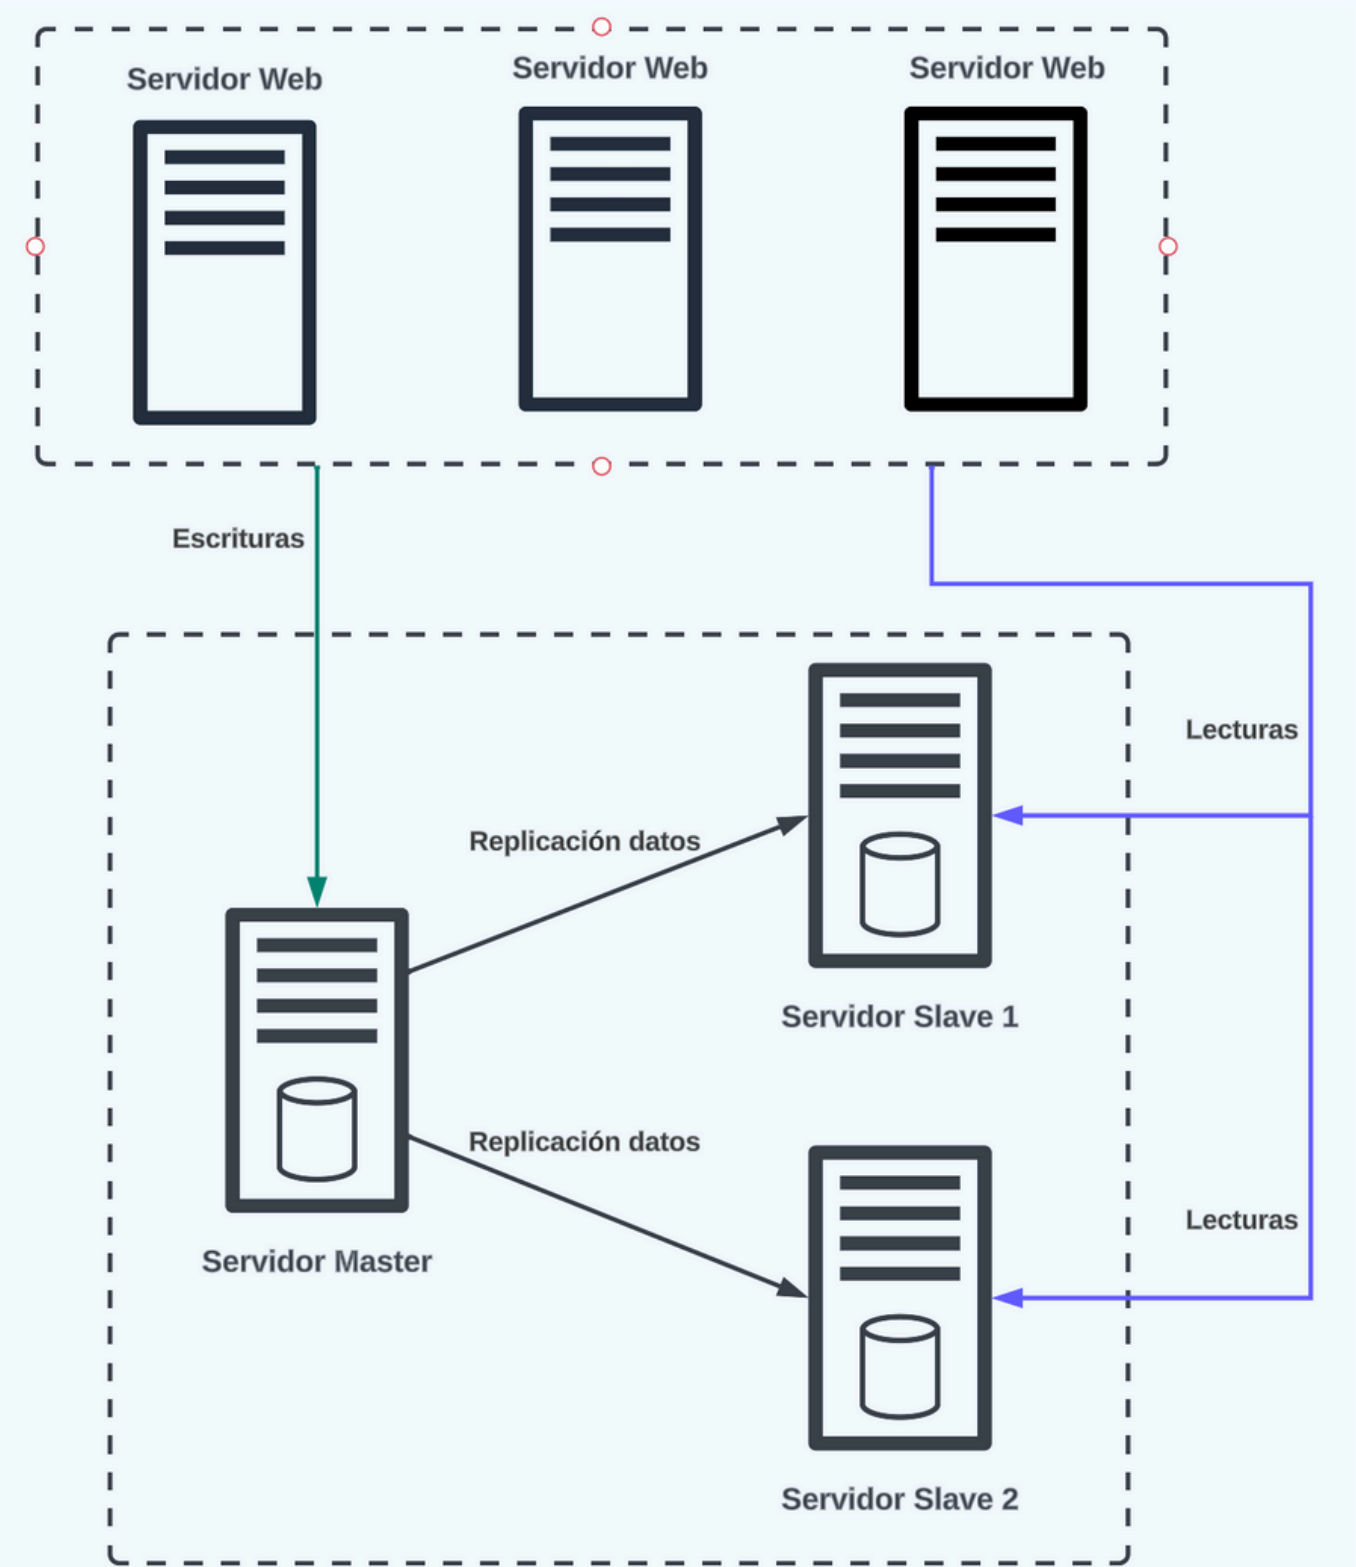 Servidor Web
Servidor Web
Servidor Web
Escrituras
Lecturas
Replicación datos
Servidor Slave 1
Replicación datos
Lecturas
Servidor Master
Servidor Slave 2